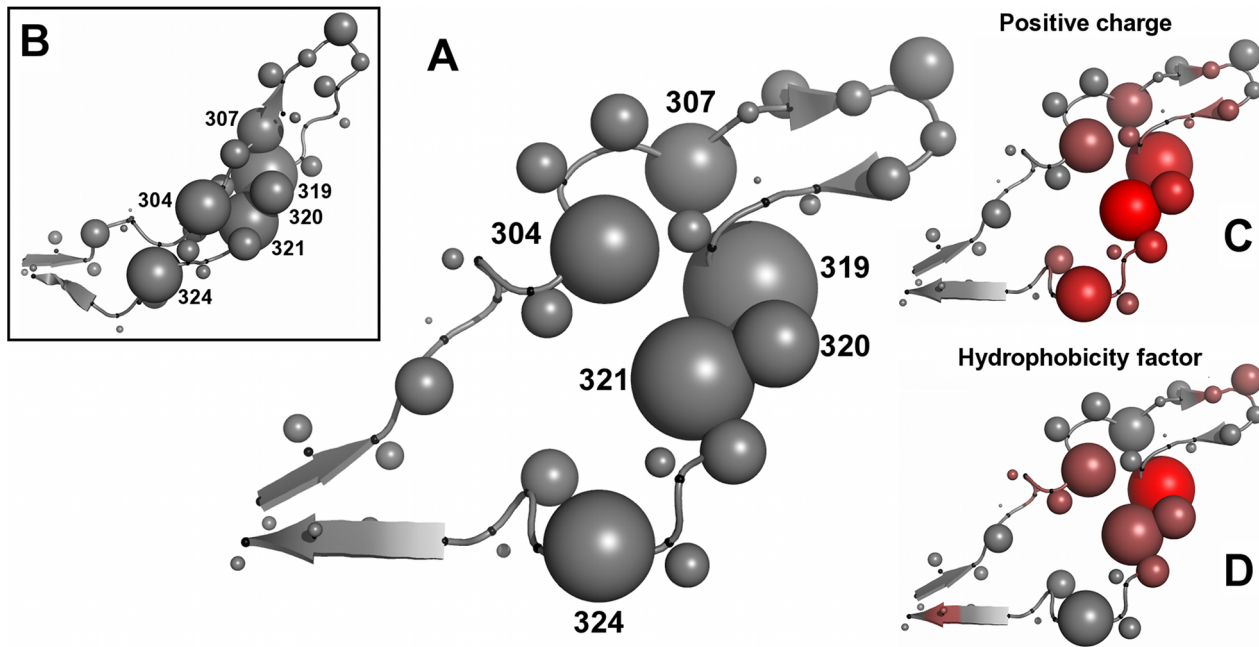 B
307
304
319
320
321
324
A
307
304
319
320
321
324
Positive charge
C
Hydrophobicity factor
D